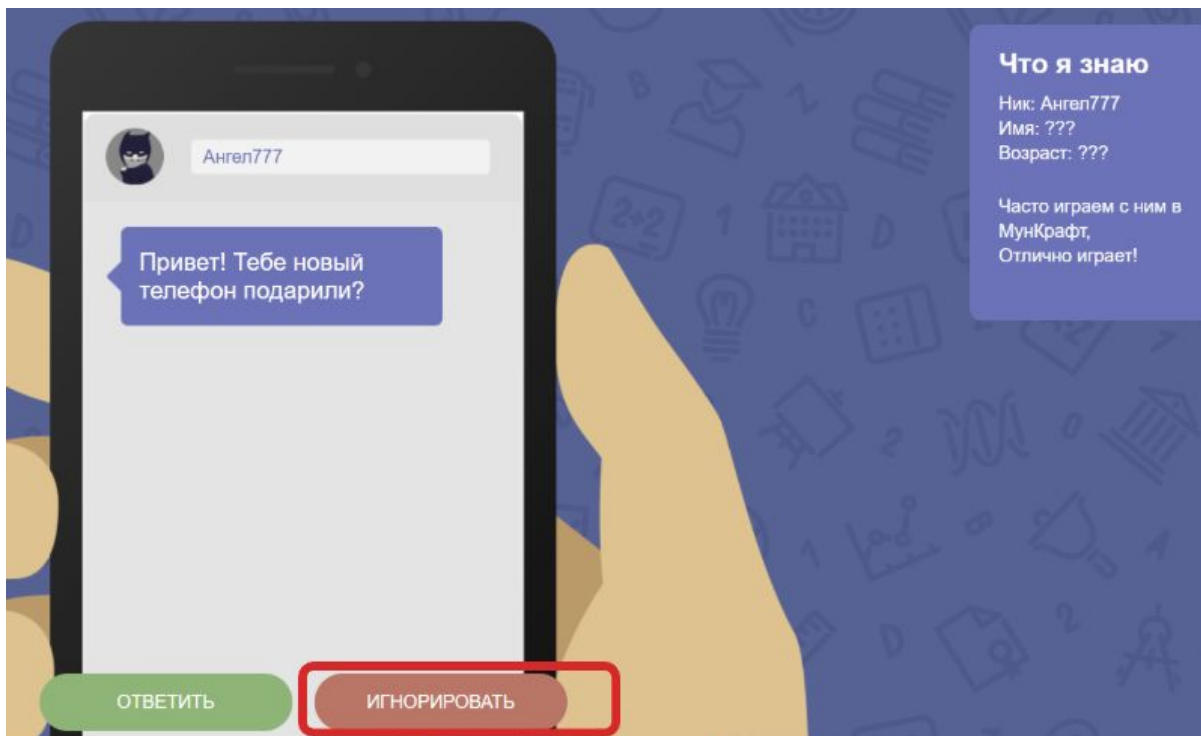 Что я знаю
Ник: Ангел777
Имя: ???
Возраст: ???
Часто играем с ним в
МунКрафт,
Отлично играет!
Ангел777
Привет! Тебе новый
телефон подарили?
ОТВЕТИТЬ
ИГНОРИРОВАТЬ